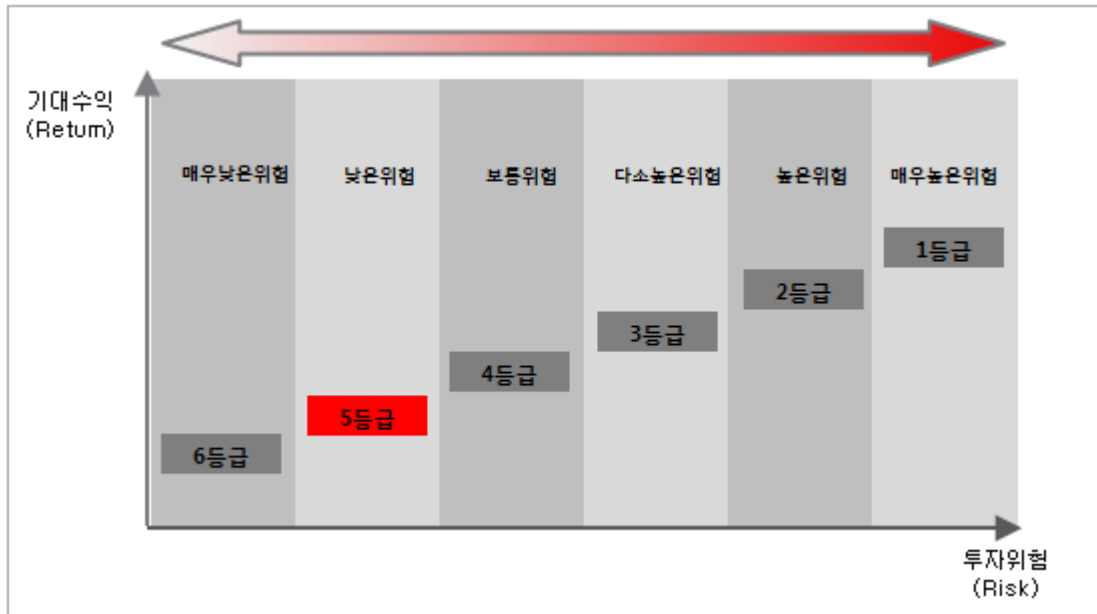 기대수익
(Return)
매우낮은위험
낮은위험
보통위험
다소높은위험
높은위험
매우높은위험
1등급
2등급
3등급
4등급
5등급
6등급
투자위험
(Risk)